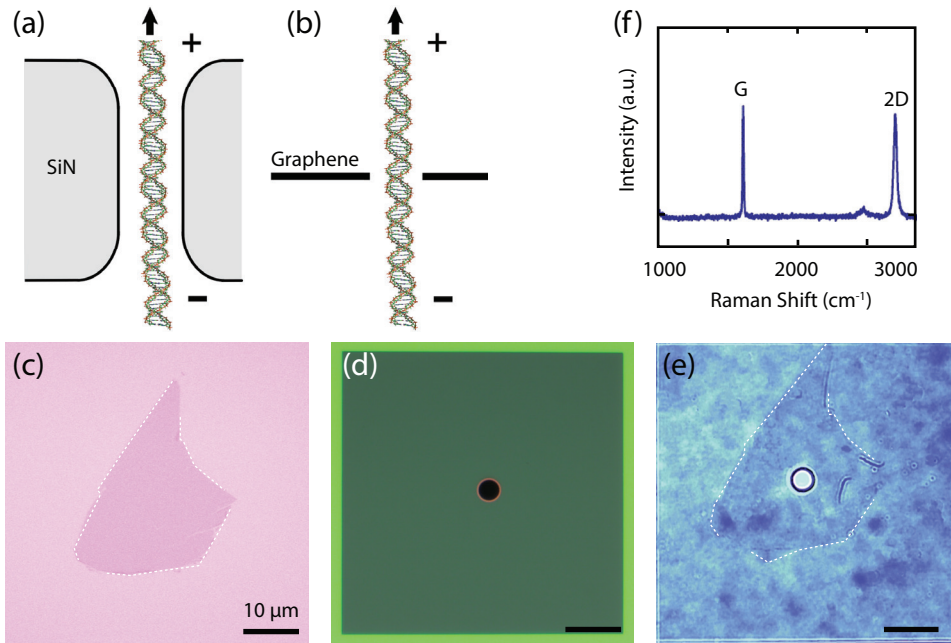 (a)
+
SiN
−
(b)
+
Graphene
−
(f)
Intensity (a.u.)
G
2D
1000 2000 3000
Raman Shift (cm⁻¹)
(c)
10 μm
(d)
(e)